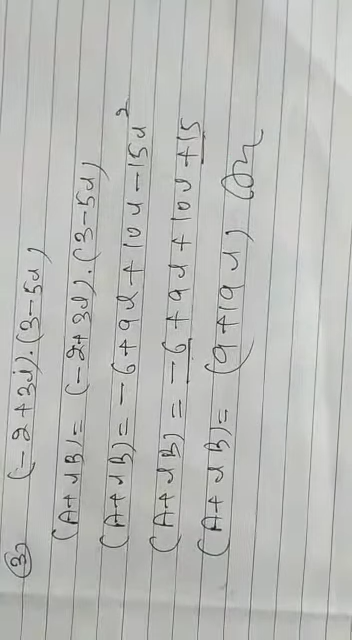 ③ (-2+3i).(3-5i)
(A+iB)=(-2+3i).(3-5i)
(A+iB)=-6+9i+10i-15i²
(A+iB)=-6+9i+10i+15
(A+iB)=(9+19i) Ans